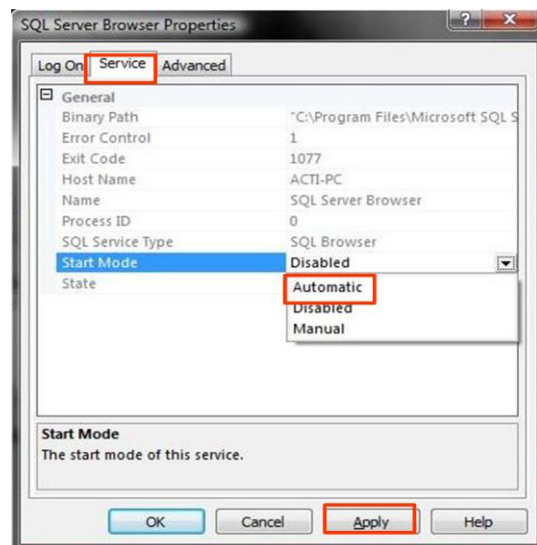 SQL Server Browser Properties
Log On Service Advanced
General
Binary Path "C:\Program Files\Microsoft SQL S
Error Control 1
Exit Code 1077
Host Name ACTI-PC
Name SQL Server Browser
Process ID 0
SQL Service Type SQL Browser
Start Mode Disabled
State
Automatic
Disabled
Manual
Start Mode
The start mode of this service.
OK Cancel Apply Help